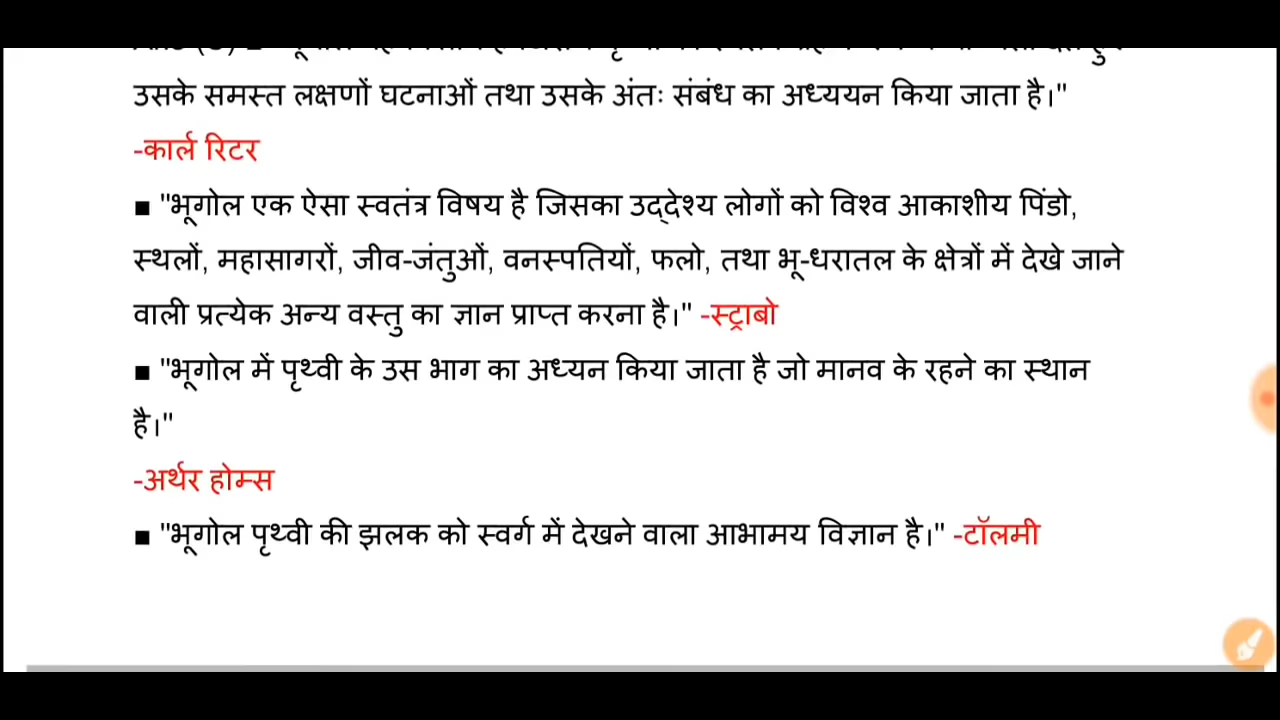 उसके समस्त लक्षणों घटनाओं तथा उसके अंतः संबंध का अध्ययन किया जाता है।"
-कार्ल रिटर
■ "भूगोल एक ऐसा स्वतंत्र विषय है जिसका उद्देश्य लोगों को विश्व आकाशीय पिंडो,
स्थलों, महासागरों, जीव-जंतुओं, वनस्पतियों, फलो, तथा भू-धरातल के क्षेत्रों में देखे जाने
वाली प्रत्येक अन्य वस्तु का ज्ञान प्राप्त करना है।" -स्ट्राबो
■ "भूगोल में पृथ्वी के उस भाग का अध्यन किया जाता है जो मानव के रहने का स्थान
है।"
-अर्थर होम्स
■ "भूगोल पृथ्वी की झलक को स्वर्ग में देखने वाला आभामय विज्ञान है।" -टॉलमी